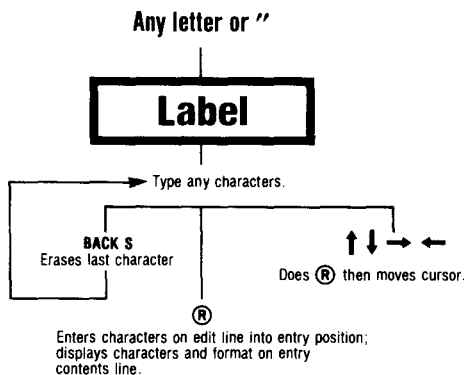 Any letter or ″
Label
Type any characters.
BACK S
Erases last character
↑ ↓ → ←
Does Ⓡ then moves cursor.
Ⓡ
Enters characters on edit line into entry position;
displays characters and format on entry
contents line.